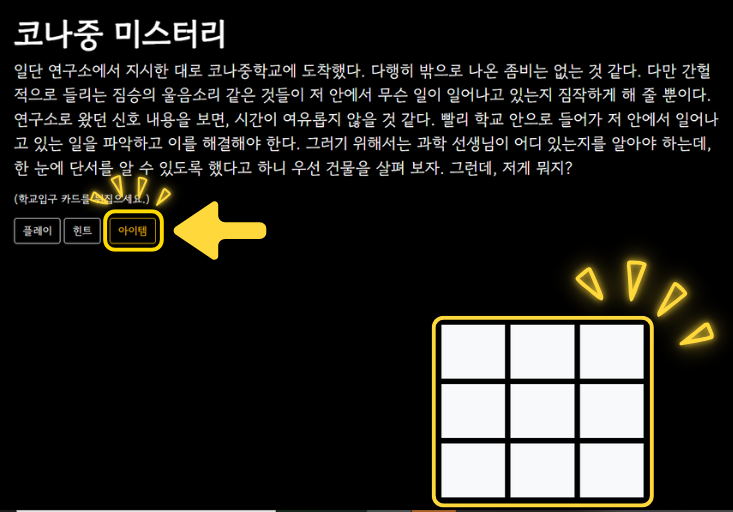 코나중 미스터리
일단 연구소에서 지시한 대로 코나중학교에 도착했다. 다행히 밖으로 나온 좀비는 없는 것 같다. 다만 간헐
적으로 들리는 짐승의 울음소리 같은 것들이 저 안에서 무슨 일이 일어나고 있는지 짐작하게 해 줄 뿐이다.
연구소로 왔던 신호 내용을 보면, 시간이 여유롭지 않을 것 같다. 빨리 학교 안으로 들어가 저 안에서 일어나
고 있는 일을 파악하고 이를 해결해야 한다. 그러기 위해서는 과학 선생님이 어디 있는지를 알아야 하는데,
한 눈에 단서를 알 수 있도록 했다고 하니 우선 건물을 살펴 보자. 그런데, 저게 뭐지?
(학교입구 카드를 뒤집으세요.)
플레이 힌트 아이템